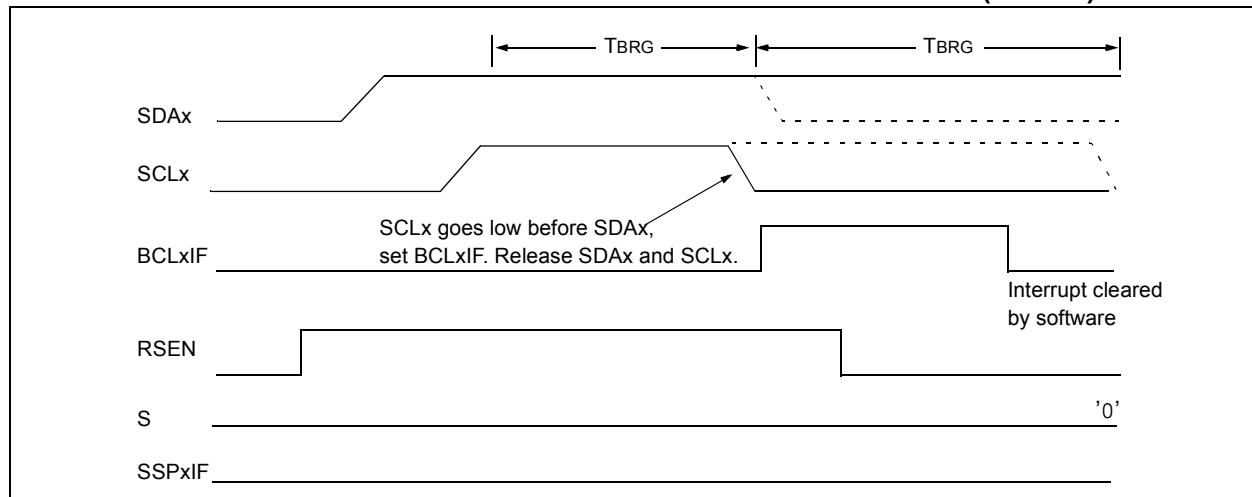 TBRG
TBRG
SDAx
SCLx
SCLx goes low before SDAx,
set BCLxIF. Release SDAx and SCLx.
BCLxIF
Interrupt cleared
by software
RSEN
S
'0'
SSPxIF